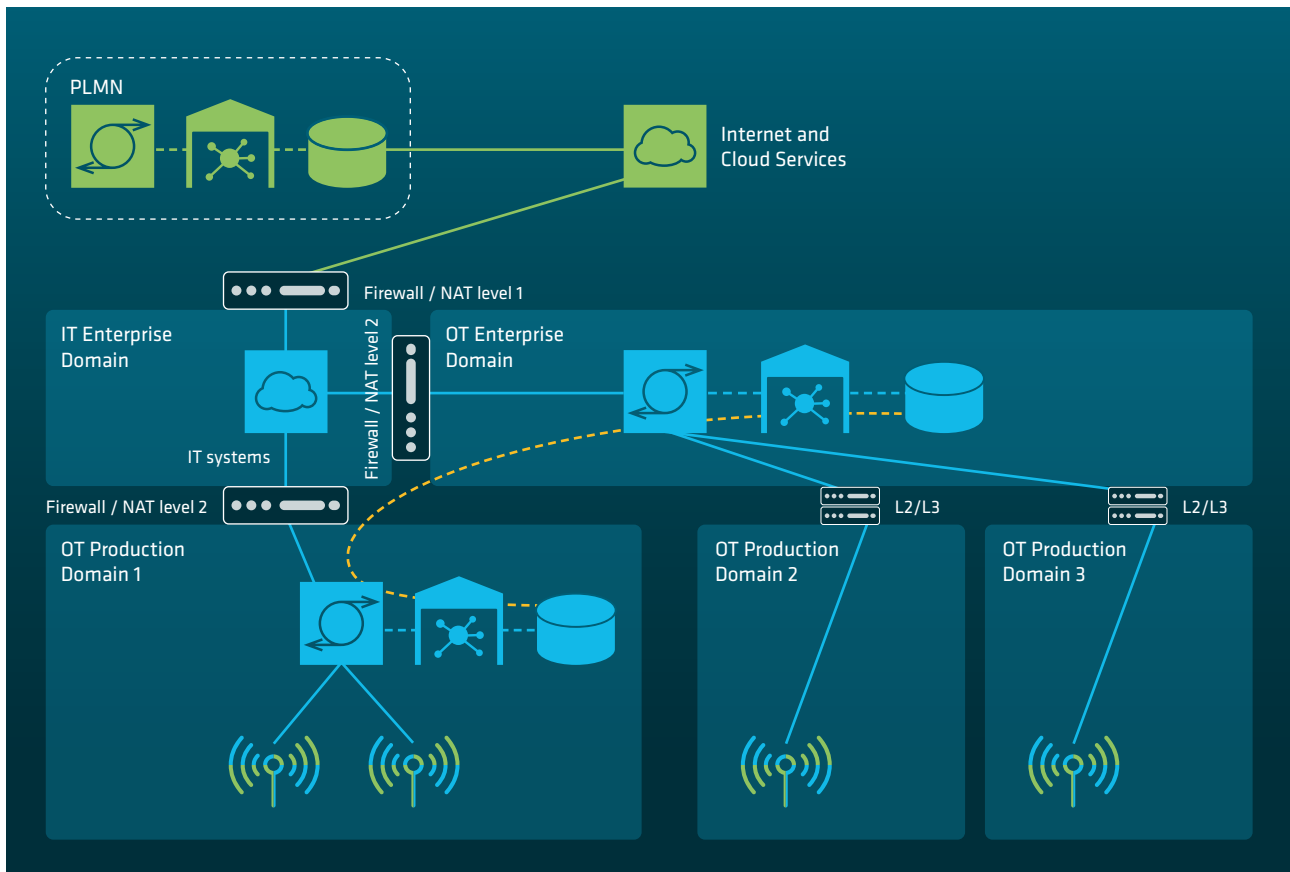 PLMN
Internet and
Cloud Services
Firewall / NAT level 1
IT Enterprise
Domain
Firewall / NAT level 2
OT Enterprise
Domain
IT systems
Firewall / NAT level 2
L2/L3
L2/L3
OT Production
Domain 1
OT Production
Domain 2
OT Production
Domain 3